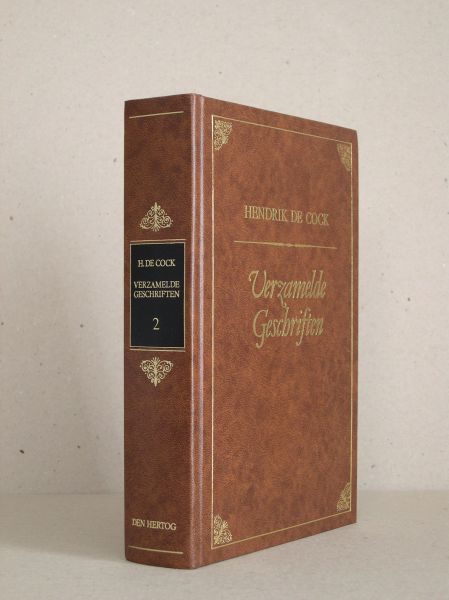 H. DE COCK
VERZAMELDE
GESCHRIFTEN
2
DEN HERTOG
HENDRIK DE COCK
Verzamelde
Geschriften